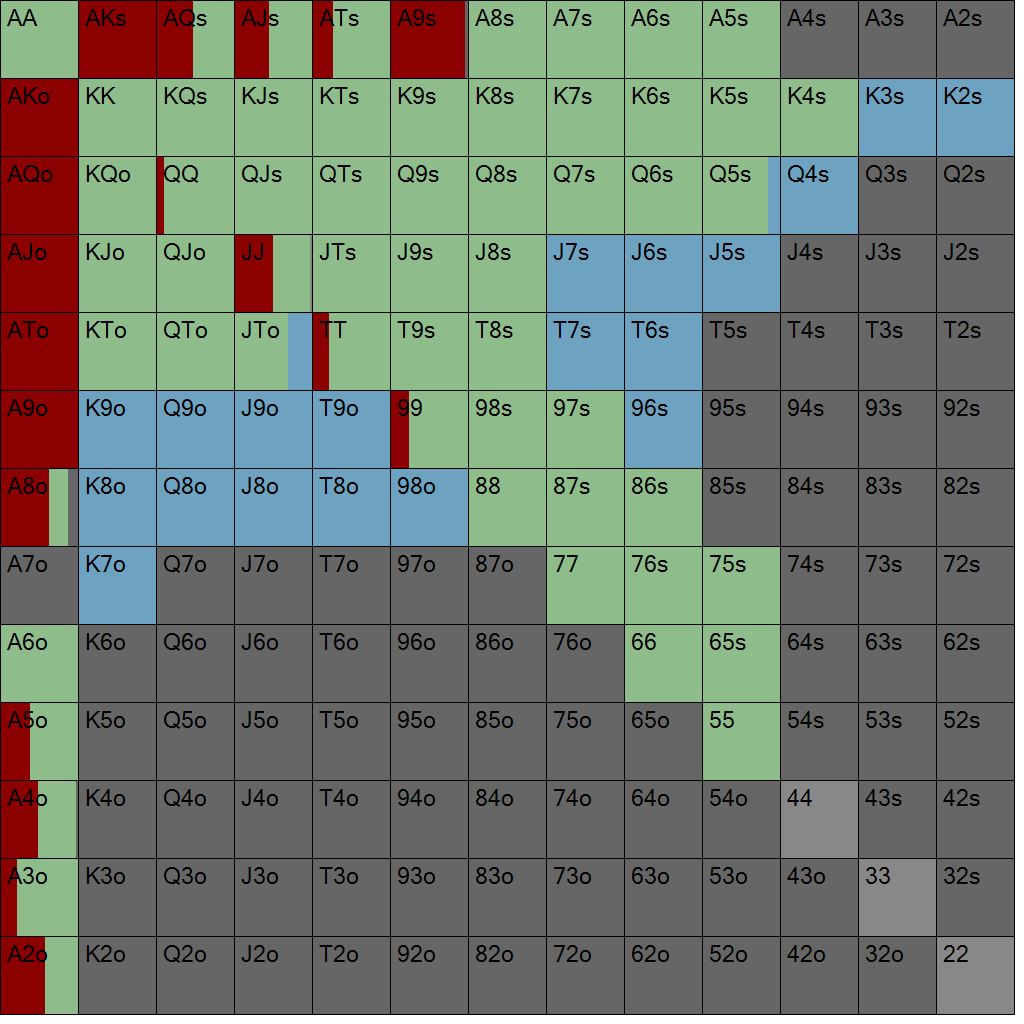 AA AKs AQs AJs ATs A9s A8s A7s A6s A5s A4s A3s A2s
AKo KK KQs KJs KTs K9s K8s K7s K6s K5s K4s K3s K2s
AQo KQo QQ QJs QTs Q9s Q8s Q7s Q6s Q5s Q4s Q3s Q2s
AJo KJo QJo JJ JTs J9s J8s J7s J6s J5s J4s J3s J2s
ATo KTo QTo JTo TT T9s T8s T7s T6s T5s T4s T3s T2s
A9o K9o Q9o J9o T9o 99 98s 97s 96s 95s 94s 93s 92s
A8o K8o Q8o J8o T8o 98o 88 87s 86s 85s 84s 83s 82s
A7o K7o Q7o J7o T7o 97o 87o 77 76s 75s 74s 73s 72s
A6o K6o Q6o J6o T6o 96o 86o 76o 66 65s 64s 63s 62s
A5o K5o Q5o J5o T5o 95o 85o 75o 65o 55 54s 53s 52s
A4o K4o Q4o J4o T4o 94o 84o 74o 64o 54o 44 43s 42s
A3o K3o Q3o J3o T3o 93o 83o 73o 63o 53o 43o 33 32s
A2o K2o Q2o J2o T2o 92o 82o 72o 62o 52o 42o 32o 22